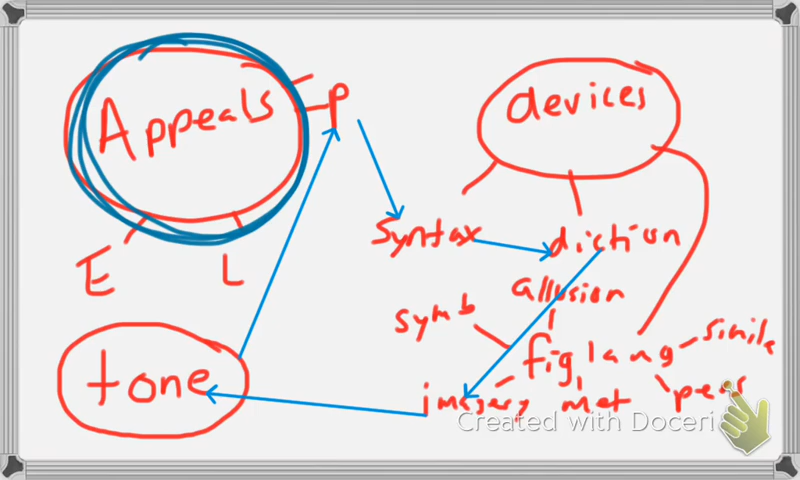 Appeals
P
devices
E
L
Syntax
diction
allusion
symb
fig lang
simile
imagery
met
pers
tone
Created with Doceri